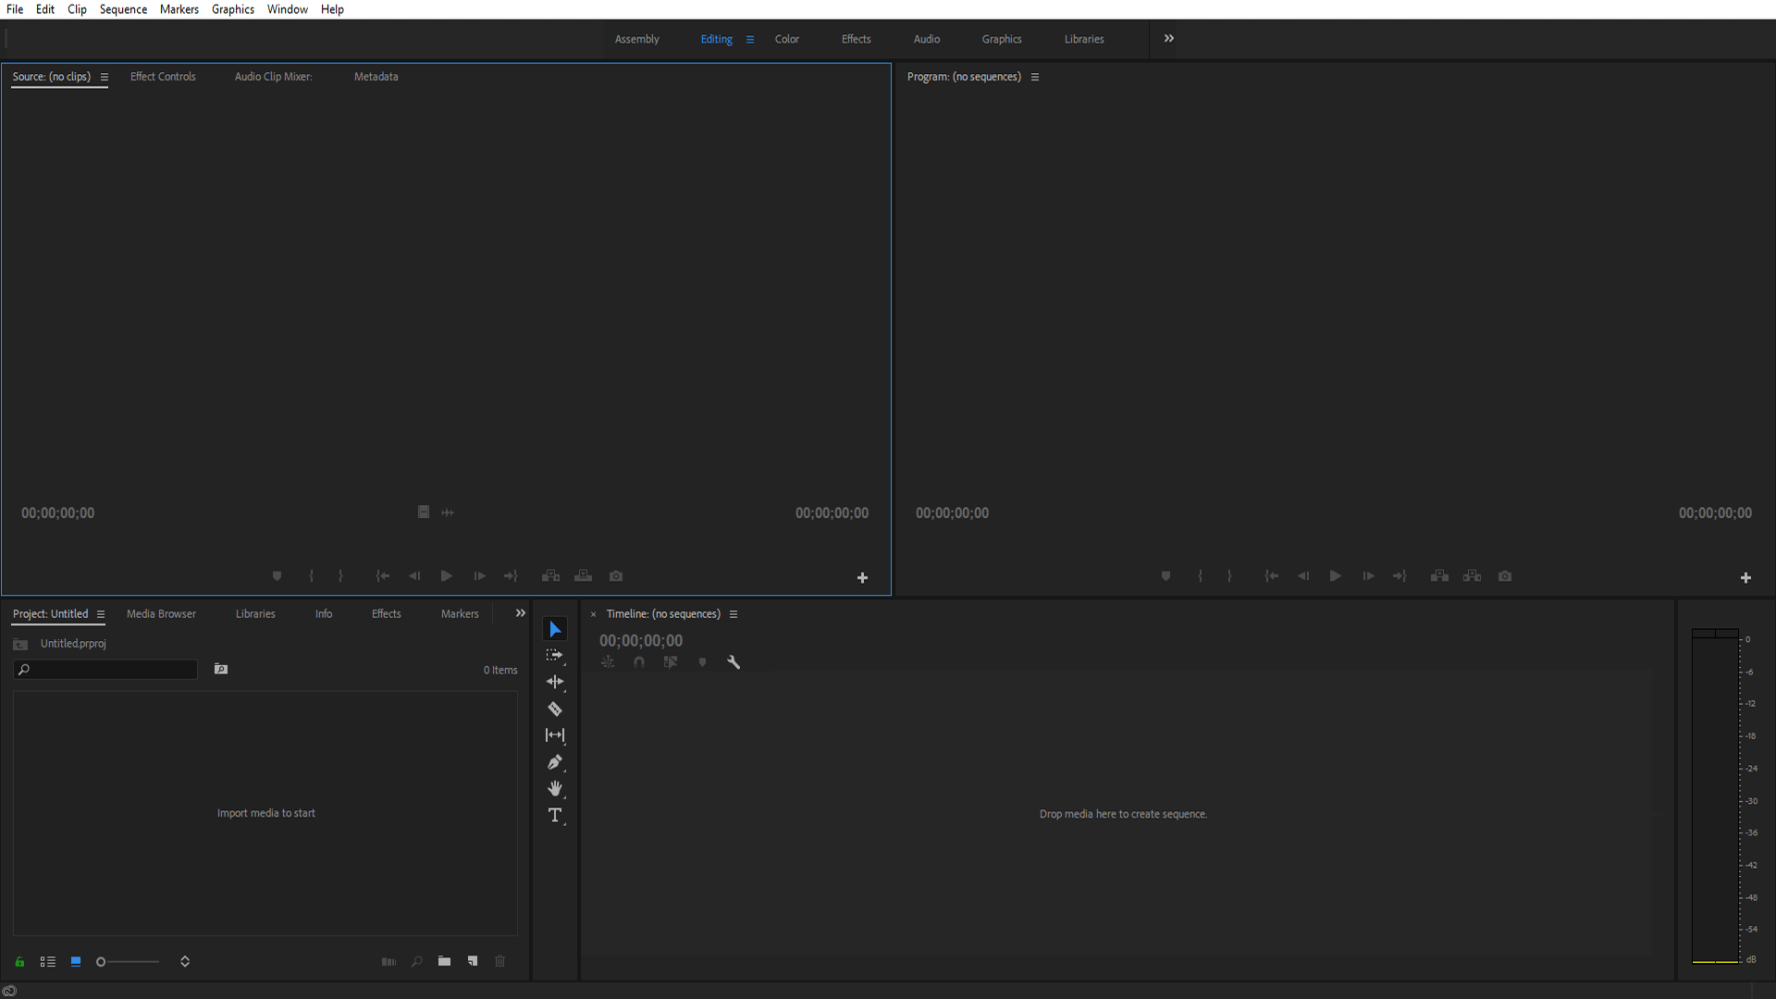 File Edit Clip Sequence Markers Graphics Window Help
Assembly Editing Color Effects Audio Graphics Libraries
Source: (no clips) Effect Controls Audio Clip Mixer: Metadata
Program: (no sequences)
00;00;00;00 00;00;00;00
00;00;00;00 00;00;00;00
Project: Untitled Media Browser Libraries Info Effects Markers
Untitled.prproj
0 Items
Import media to start
Timeline: (no sequences)
00;00;00;00
Drop media here to create sequence.
0
-6
-12
-18
-24
-30
-36
-42
-48
-54
dB